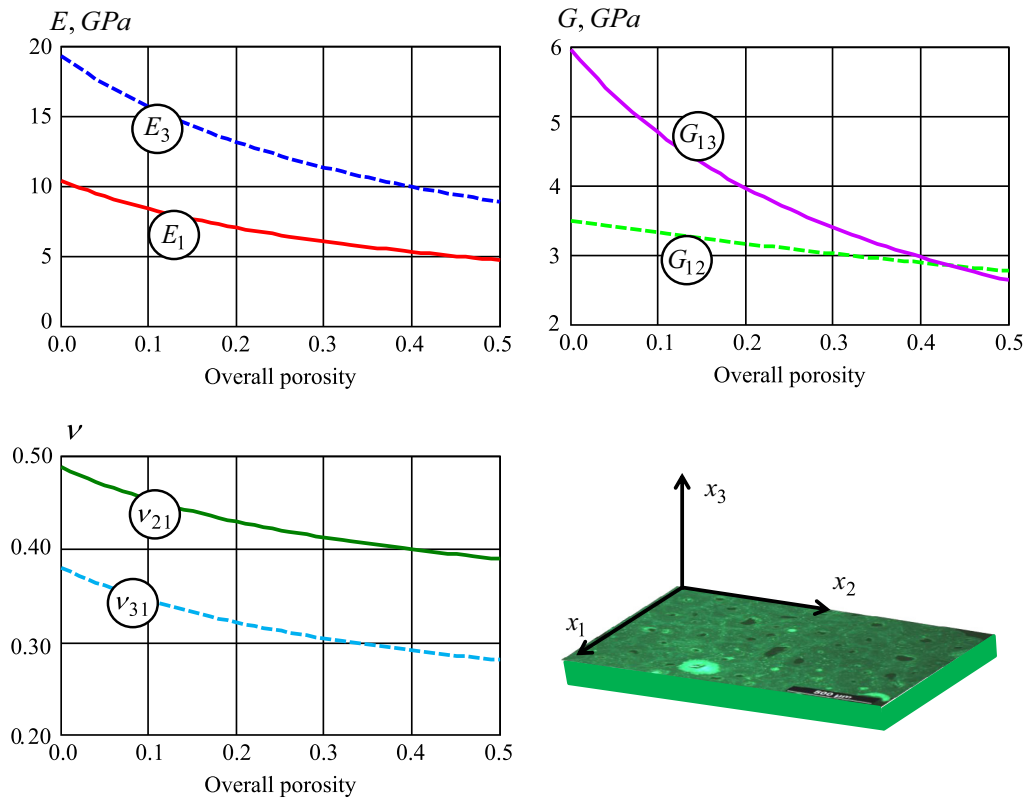 E, GPa
20
15
10
5
0
E3
E1
0.0 0.1 0.2 0.3 0.4 0.5
Overall porosity
G, GPa
6
5
4
3
2
G13
G12
0.0 0.1 0.2 0.3 0.4 0.5
Overall porosity
ν
0.50
0.40
0.30
0.20
ν21
ν31
0.0 0.1 0.2 0.3 0.4 0.5
Overall porosity
x3
x2
x1
500 μm